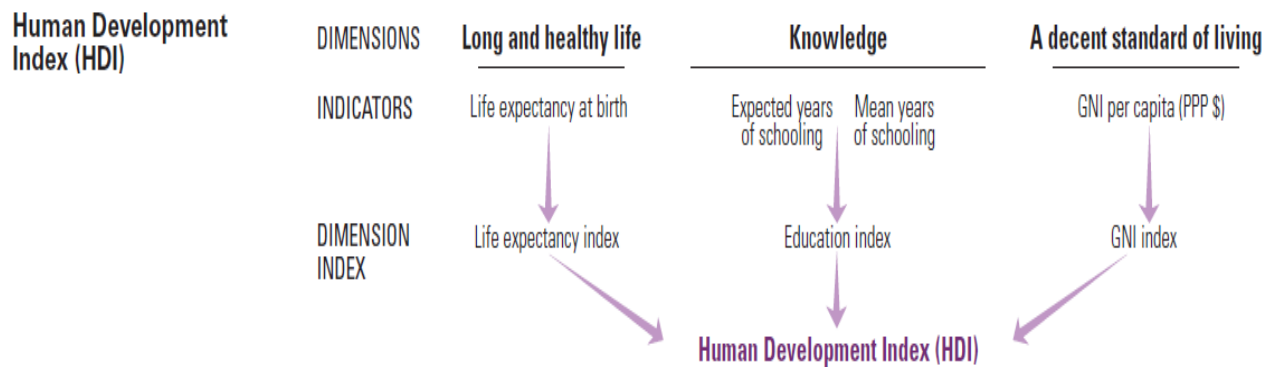 Human Development
Index (HDI)
DIMENSIONS Long and healthy life Knowledge A decent standard of living
INDICATORS Life expectancy at birth Expected years Mean years GNI per capita (PPP $)
of schooling of schooling
DIMENSION Life expectancy index Education index GNI index
INDEX
Human Development Index (HDI)